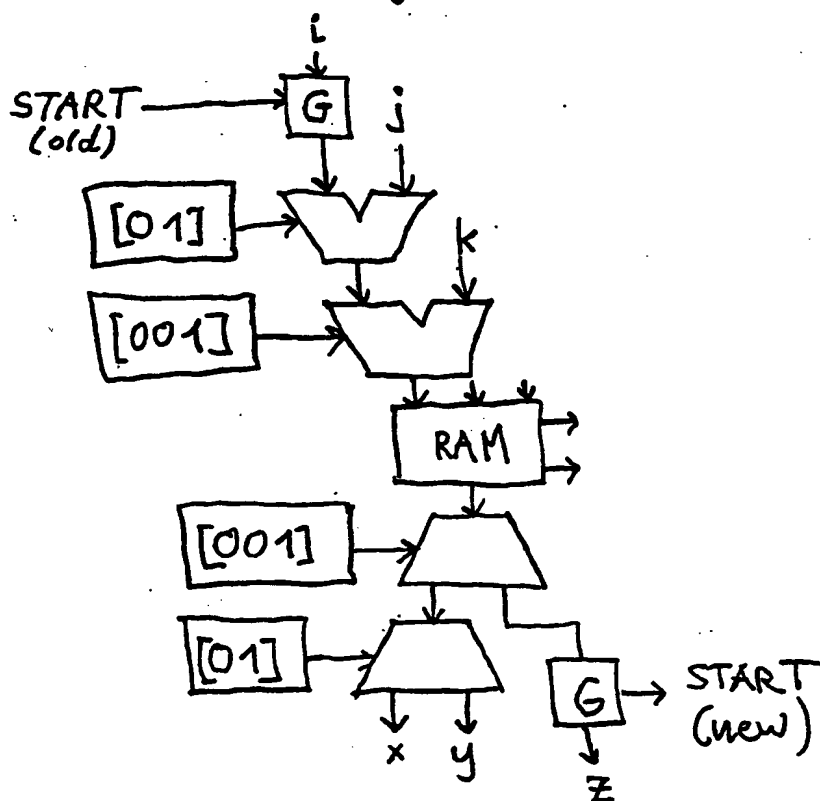 i
START
(old)
G
j
[01]
k
[001]
RAM
[001]
[01]
G
START
(new)
x
y
z